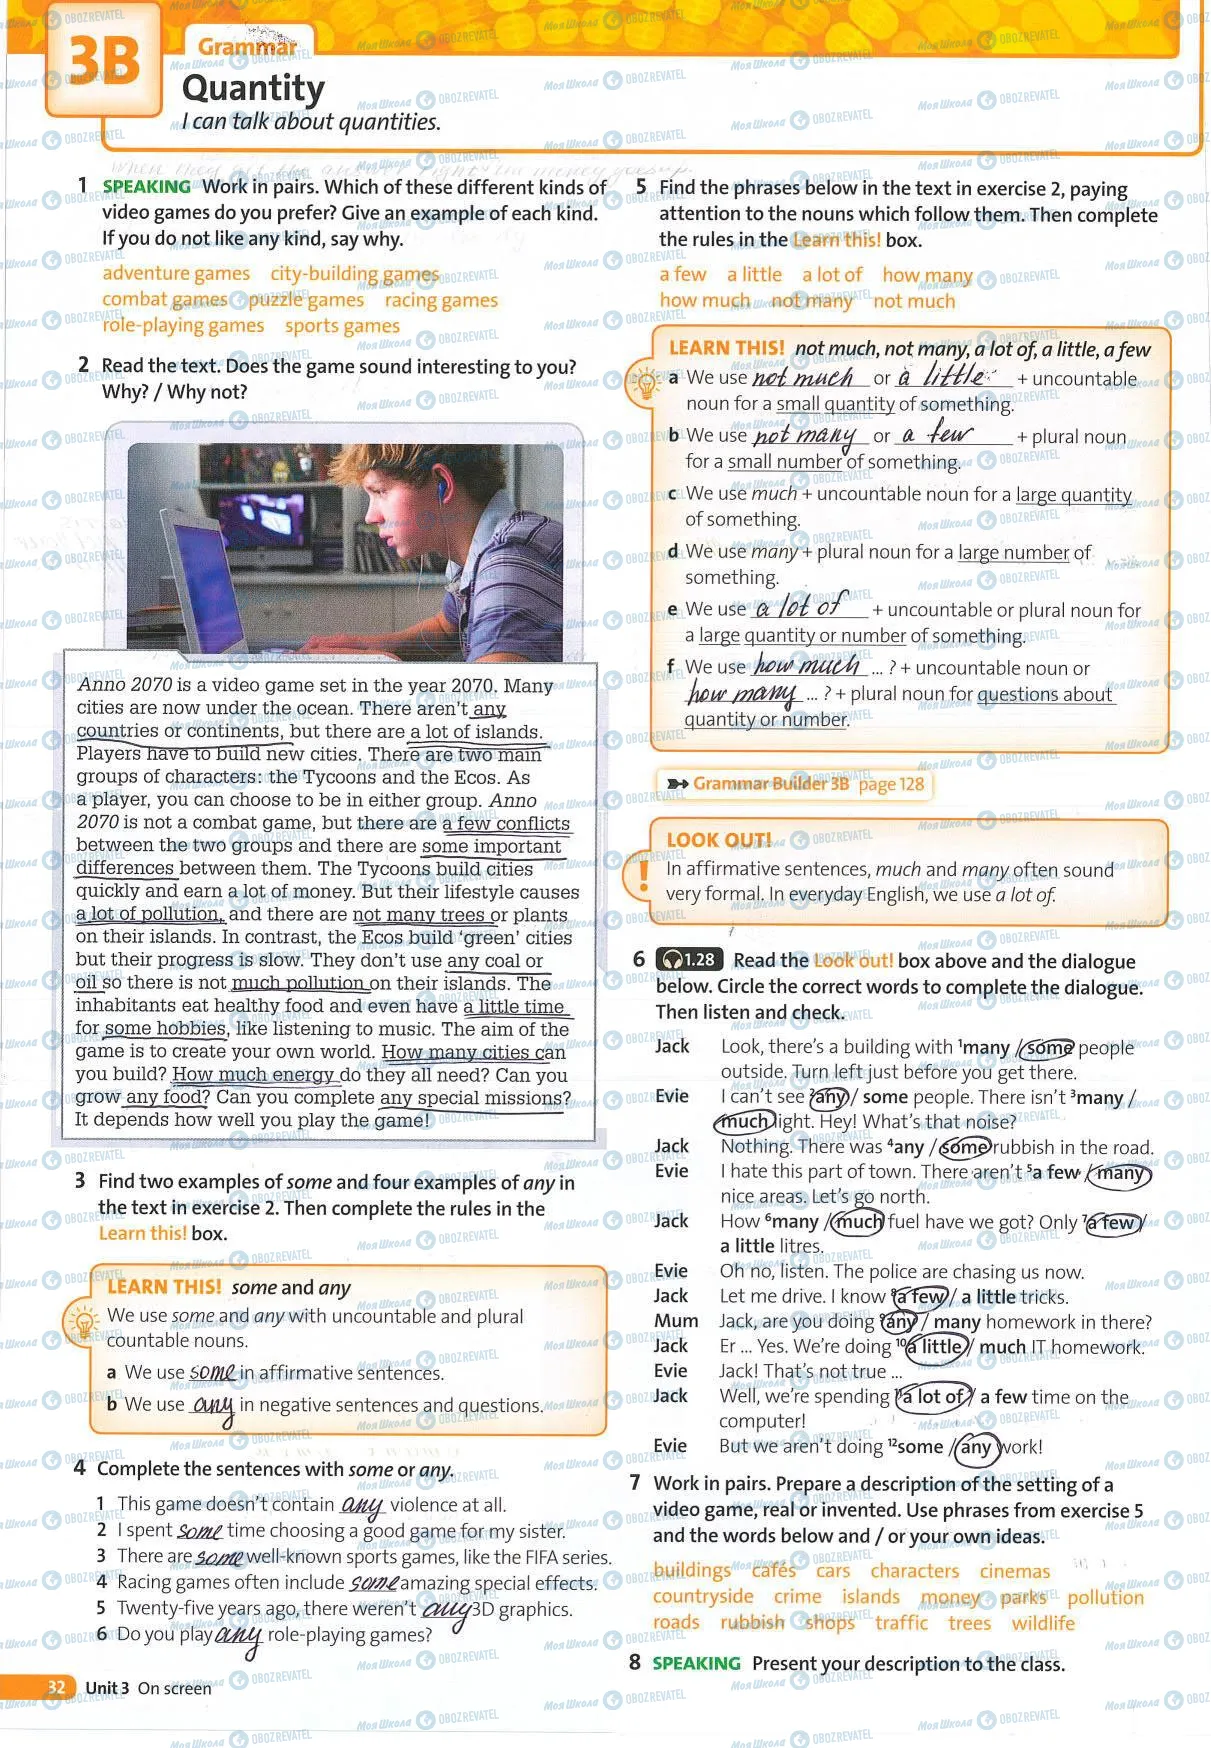 3B
Grammar
Quantity
I can talk about quantities.
1 SPEAKING Work in pairs. Which of these different kinds of
video games do you prefer? Give an example of each kind.
If you do not like any kind, say why.
adventure games city-building games
combat games puzzle games racing games
role-playing games sports games
2 Read the text. Does the game sound interesting to you?
Why? / Why not?
Anno 2070 is a video game set in the year 2070. Many
cities are now under the ocean. There aren't any
countries or continents, but there are a lot of islands.
Players have to build new cities. There are two main
groups of characters: the Tycoons and the Ecos. As
a player, you can choose to be in either group. Anno
2070 is not a combat game, but there are a few conflicts
between the two groups and there are some important
differences between them. The Tycoons build cities
quickly and earn a lot of money. But their lifestyle causes
a lot of pollution, and there are not many trees or plants
on their islands. In contrast, the Ecos build 'green' cities
but their progress is slow. They don't use any coal or
oil so there is not much pollution on their islands. The
inhabitants eat healthy food and even have a little time
for some hobbies, like listening to music. The aim of the
game is to create your own world. How many cities can
you build? How much energy do they all need? Can you
grow any food? Can you complete any special missions?
It depends how well you play the game!
3 Find two examples of some and four examples of any in
the text in exercise 2. Then complete the rules in the
Learn this! box.
LEARN THIS! some and any
We use some and any with uncountable and plural
countable nouns.
a We use some in affirmative sentences.
b We use any in negative sentences and questions.
4 Complete the sentences with some or any.
1 This game doesn't contain any violence at all.
2 I spent some time choosing a good game for my sister.
3 There are some well-known sports games, like the FIFA series.
4 Racing games often include some amazing special effects.
5 Twenty-five years ago, there weren't any 3D graphics.
6 Do you play any role-playing games?
32 Unit 3 On screen
5 Find the phrases below in the text in exercise 2, paying
attention to the nouns which follow them. Then complete
the rules in the Learn this! box.
a few a little a lot of how many
how much not many not much
LEARN THIS! not much, not many, a lot of, a little, a few
a We use not much or a little + uncountable
noun for a small quantity of something.
b We use not many or a few + plural noun
for a small number of something.
c We use much + uncountable noun for a large quantity
of something.
d We use many + plural noun for a large number of
something.
e We use a lot of + uncountable or plural noun for
a large quantity or number of something.
f We use how much ... ? + uncountable noun or
how many ... ? + plural noun for questions about
quantity or number.
Grammar Builder 3B page 128
LOOK OUT!
In affirmative sentences, much and many often sound
very formal. In everyday English, we use a lot of.
6 1.28 Read the Look out! box above and the dialogue
below. Circle the correct words to complete the dialogue.
Then listen and check.
Jack Look, there's a building with 1many / some people
outside. Turn left just before you get there.
Evie I can't see 2any / some people. There isn't 3many /
much light. Hey! What's that noise?
Jack Nothing. There was 4any / some rubbish in the road.
Evie I hate this part of town. There aren't 5a few / many
nice areas. Let's go north.
Jack How 6many / much fuel have we got? Only 7a few /
a little litres.
Evie Oh no, listen. The police are chasing us now.
Jack Let me drive. I know 8a few / a little tricks.
Mum Jack, are you doing 9any / many homework in there?
Jack Er ... Yes. We're doing 10a little / much IT homework.
Evie Jack! That's not true ...
Jack Well, we're spending 11a lot of / a few time on the
computer!
Evie But we aren't doing 12some / any work!
7 Work in pairs. Prepare a description of the setting of a
video game, real or invented. Use phrases from exercise 5
and the words below and / or your own ideas.
buildings cafés cars characters cinemas
countryside crime islands money parks pollution
roads rubbish shops traffic trees wildlife
8 SPEAKING Present your description to the class.
Моя Школа OBOZREVATEL